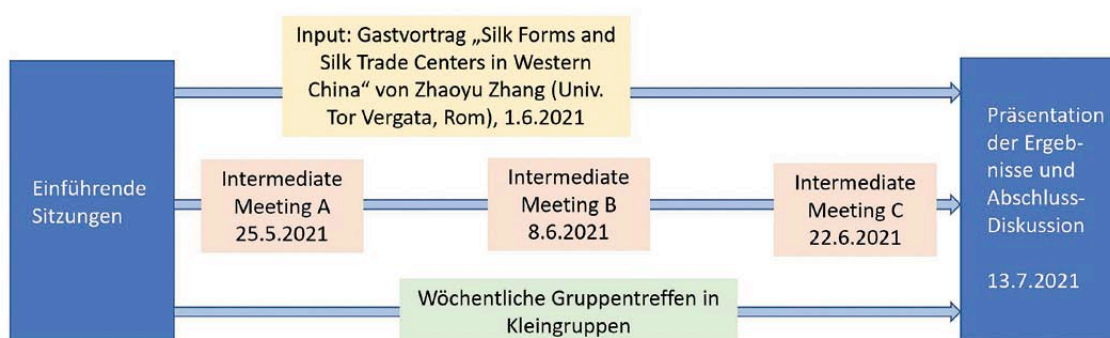 Einführende
Sitzungen
Input: Gastvortrag „Silk Forms and
Silk Trade Centers in Western
China“ von Zhaoyu Zhang (Univ.
Tor Vergata, Rom), 1.6.2021
Intermediate
Meeting A
25.5.2021
Intermediate
Meeting B
8.6.2021
Intermediate
Meeting C
22.6.2021
Wöchentliche Gruppentreffen in
Kleingruppen
Präsentation
der Ergeb-
nisse und
Abschluss-
Diskussion
13.7.2021